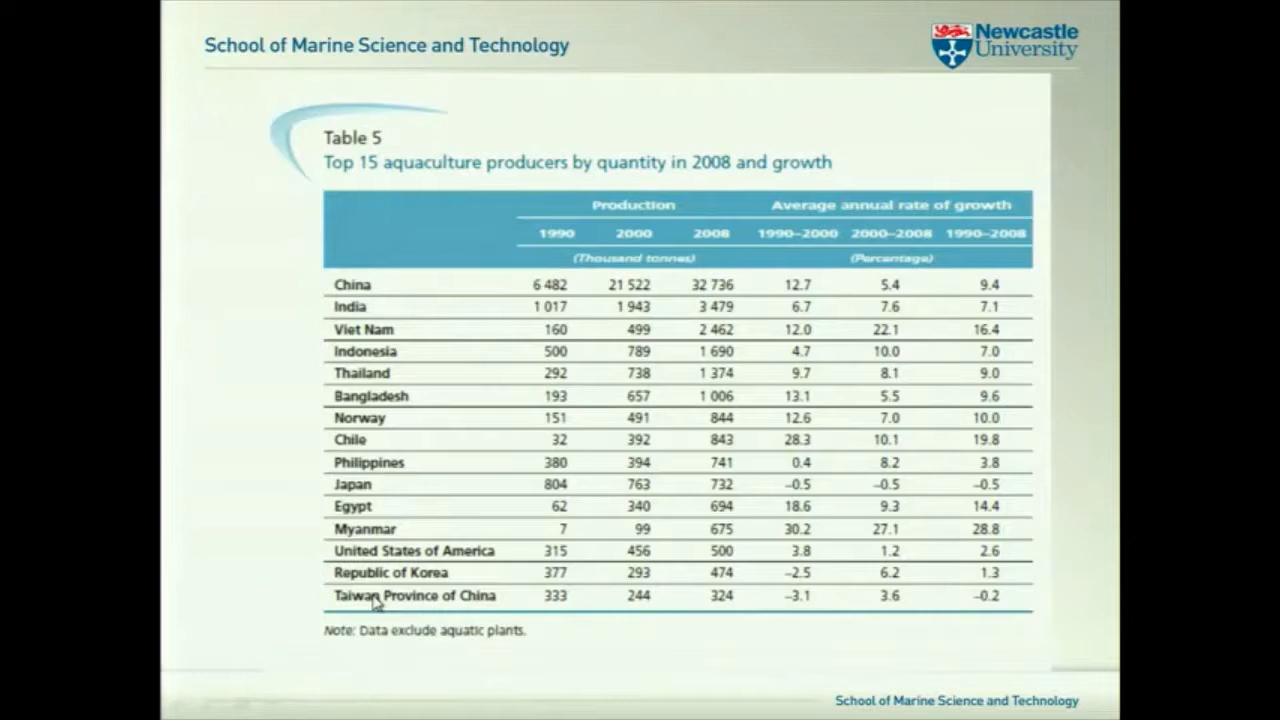 School of Marine Science and Technology
Newcastle
University
Table 5
Top 15 aquaculture producers by quantity in 2008 and growth
Production Average annual rate of growth
1990 2000 2008 1990–2000 2000–2008 1990–2008
(Thousand tonnes) (Percentage)
China 6 482 21 522 32 736 12.7 5.4 9.4
India 1 017 1 943 3 479 6.7 7.6 7.1
Viet Nam 160 499 2 462 12.0 22.1 16.4
Indonesia 500 789 1 690 4.7 10.0 7.0
Thailand 292 738 1 374 9.7 8.1 9.0
Bangladesh 193 657 1 006 13.1 5.5 9.6
Norway 151 491 844 12.6 7.0 10.0
Chile 32 392 843 28.3 10.1 19.8
Philippines 380 394 741 0.4 8.2 3.8
Japan 804 763 732 –0.5 –0.5 –0.5
Egypt 62 340 694 18.6 9.3 14.4
Myanmar 7 99 675 30.2 27.1 28.8
United States of America 315 456 500 3.8 1.2 2.6
Republic of Korea 377 293 474 –2.5 6.2 1.3
Taiwan Province of China 333 244 324 –3.1 3.6 –0.2
Note: Data exclude aquatic plants.
School of Marine Science and Technology